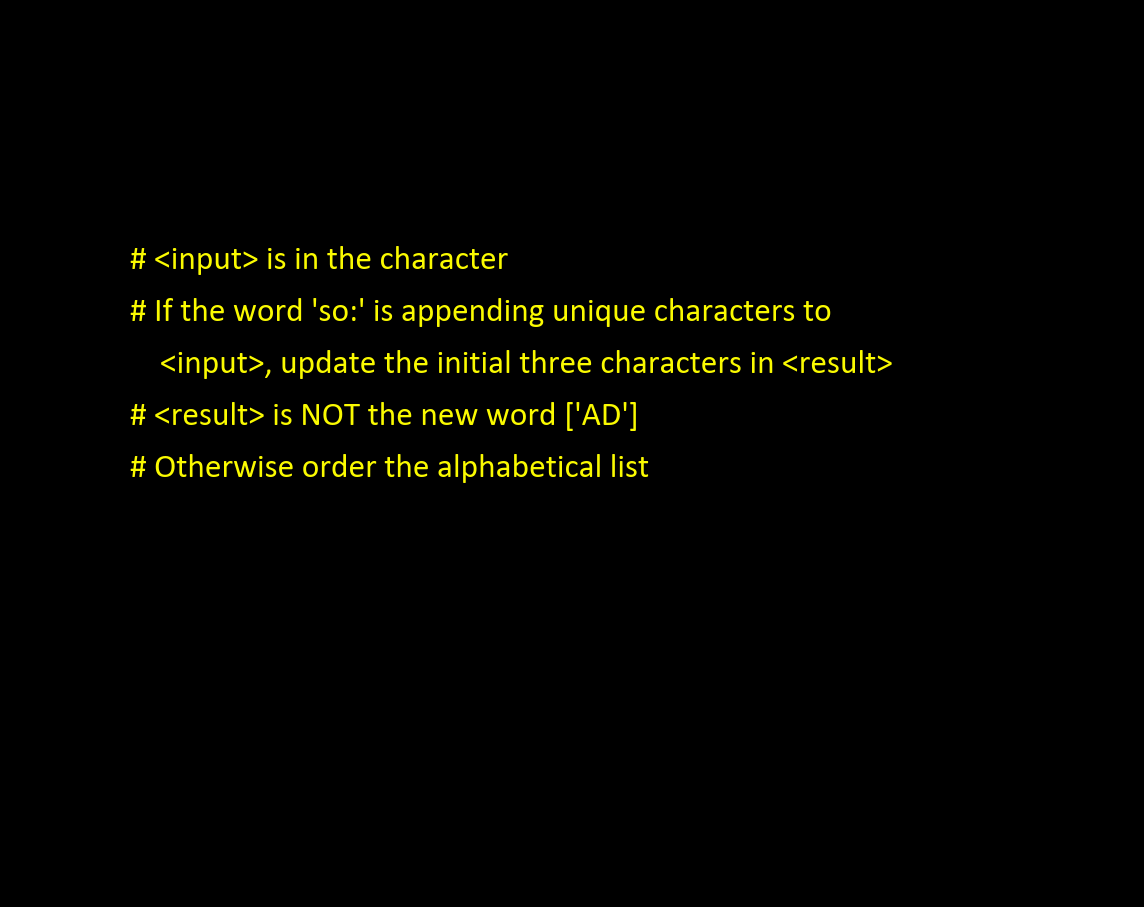 # <input> is in the character
# If the word 'so:' is appending unique characters to
<input>, update the initial three characters in <result>
# <result> is NOT the new word ['AD']
# Otherwise order the alphabetical list